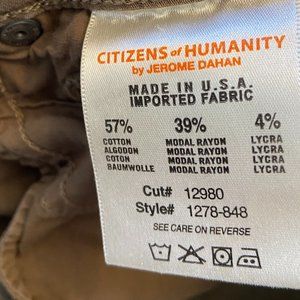 CITIZENS of HUMANITY
by JEROME DAHAN
MADE IN U.S.A.
IMPORTED FABRIC
57% 39% 4%
COTTON MODAL RAYON LYCRA
ALGODON MODAL RAYON LYCRA
COTON MODAL RAYON LYCRA
BAUMWOLLE MODAL RAYON LYCRA
Cut# 12980
Style# 1278-848
SEE CARE ON REVERSE